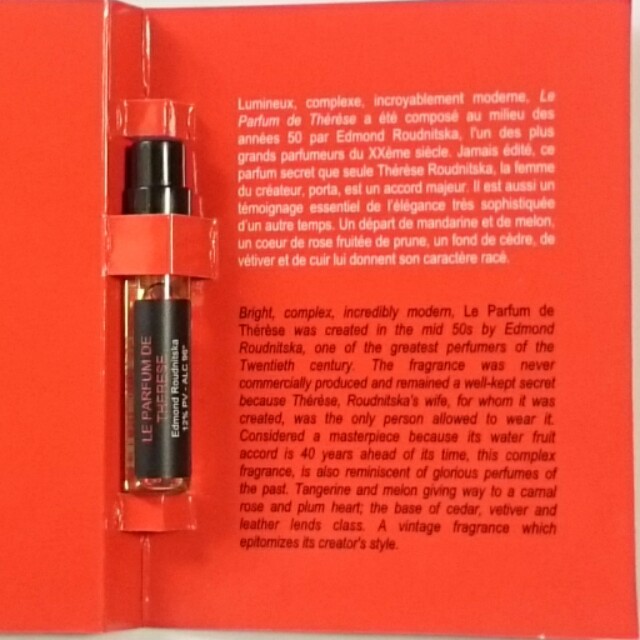 Lumineux, complexe, incroyablement moderne, Le
Parfum de Thérèse a été composé au milieu des
années 50 par Edmond Roudnitska, l'un des plus
grands parfumeurs du XXème siècle. Jamais édité, ce
parfum secret que seule Thérèse Roudnitska, la femme
du créateur, porta, est un accord majeur. Il est aussi un
témoignage essentiel de l'élégance très sophistiquée
d'un autre temps. Un départ de mandarine et de melon,
un coeur de rose fruitée de prune, un fond de cèdre, de
vétiver et de cuir lui donnent son caractère racé.
Bright, complex, incredibly modern, Le Parfum de
Thérèse was created in the mid 50s by Edmond
Roudnitska, one of the greatest perfumers of the
Twentieth century. The fragrance was never
commercially produced and remained a well-kept secret
because Thérèse, Roudnitska's wife, for whom it was
created, was the only person allowed to wear it.
Considered a masterpiece because its water fruit
accord is 40 years ahead of its time, this complex
fragrance, is also reminiscent of glorious perfumes of
the past. Tangerine and melon giving way to a carnal
rose and plum heart; the base of cedar, vetiver and
leather lends class. A vintage fragrance which
epitomizes its creator's style.
LE PARFUM DE
THERESE
Edmond Roudnitska
12% PV - ALC 96°